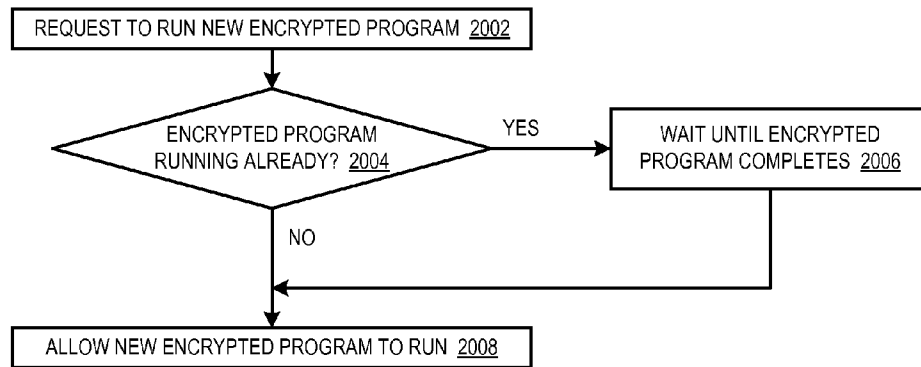 REQUEST TO RUN NEW ENCRYPTED PROGRAM 2002
ENCRYPTED PROGRAM
RUNNING ALREADY? 2004
YES
WAIT UNTIL ENCRYPTED
PROGRAM COMPLETES 2006
NO
ALLOW NEW ENCRYPTED PROGRAM TO RUN 2008